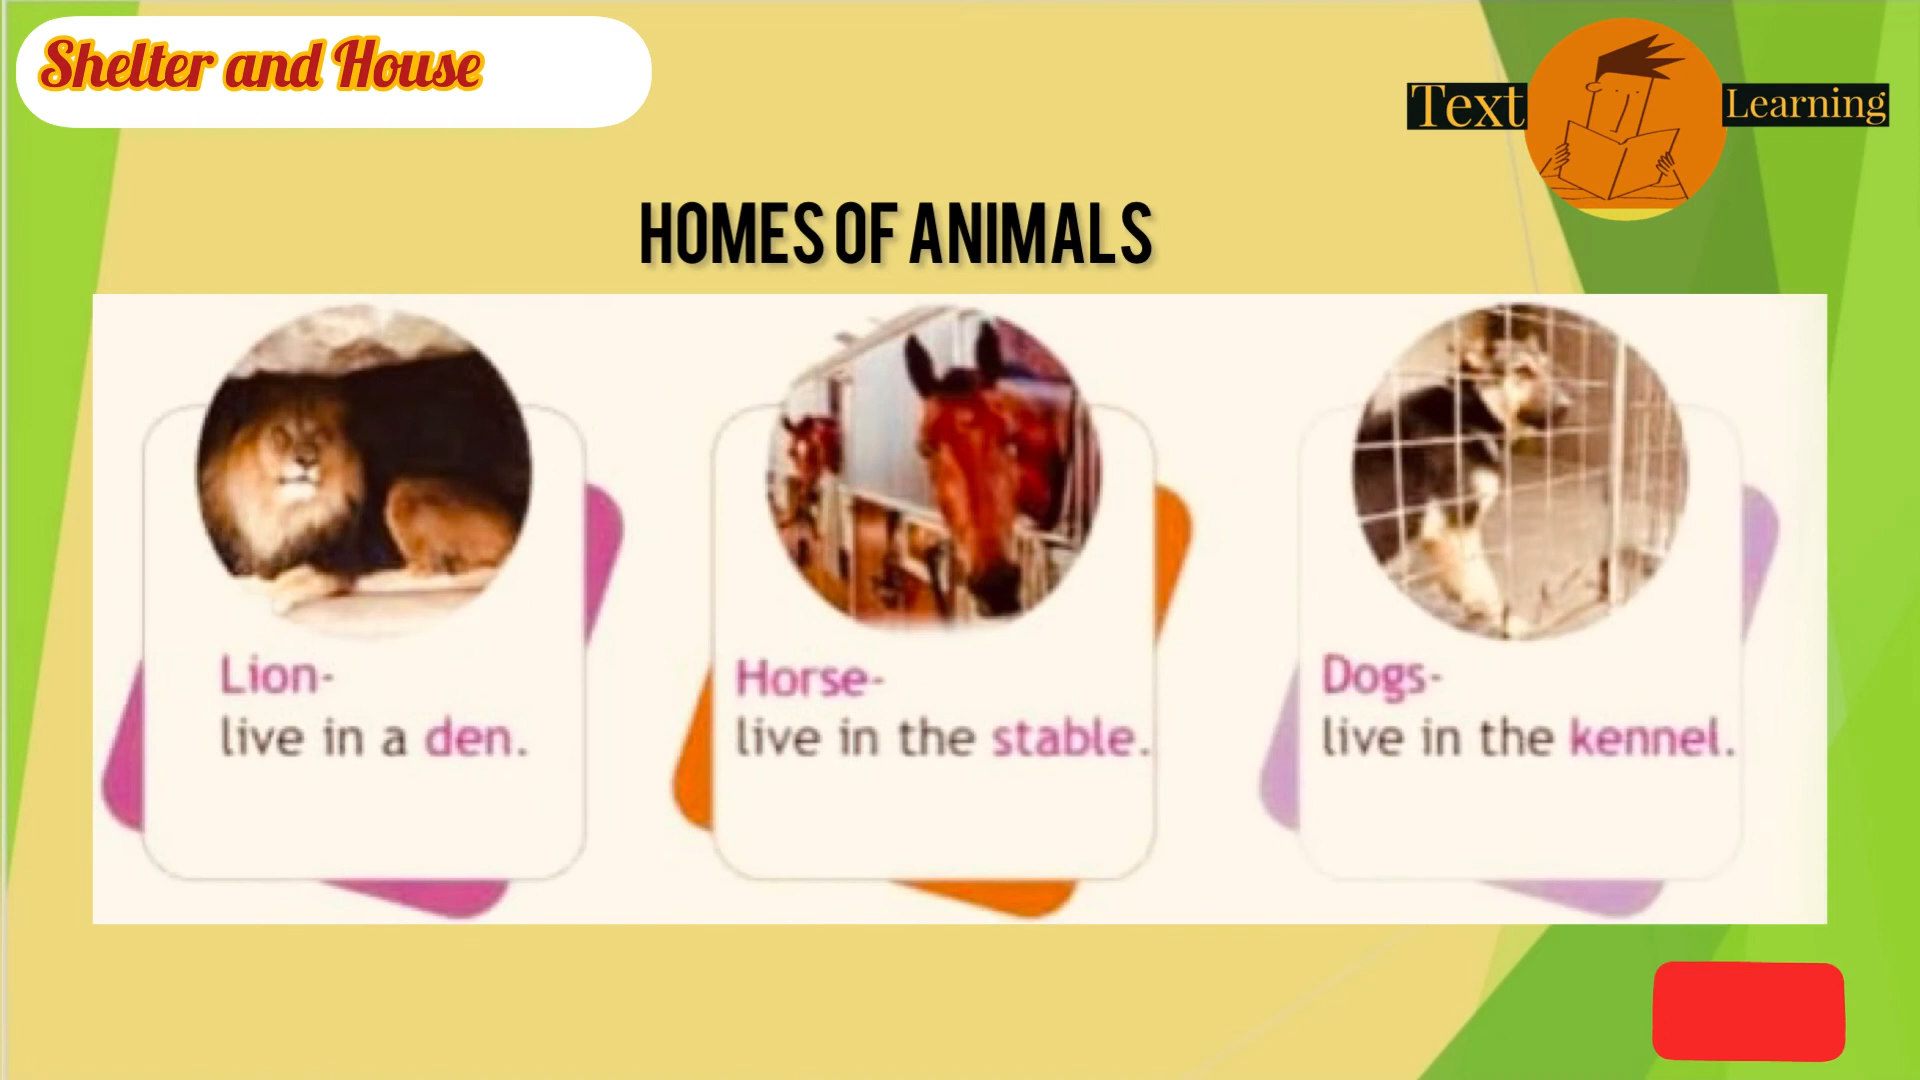 Shelter and House
Text Learning
HOMES OF ANIMALS
Lion-
live in a den.
Horse-
live in the stable.
Dogs-
live in the kennel.